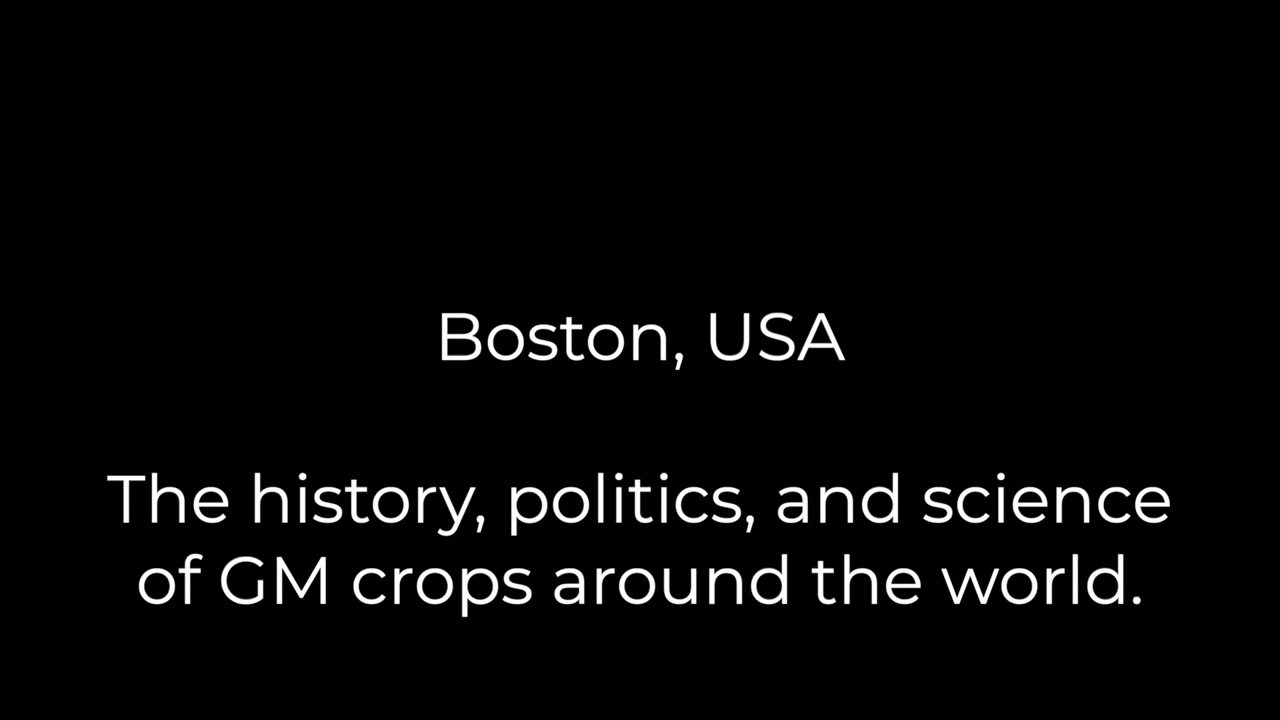 Boston, USA
The history, politics, and science
of GM crops around the world.